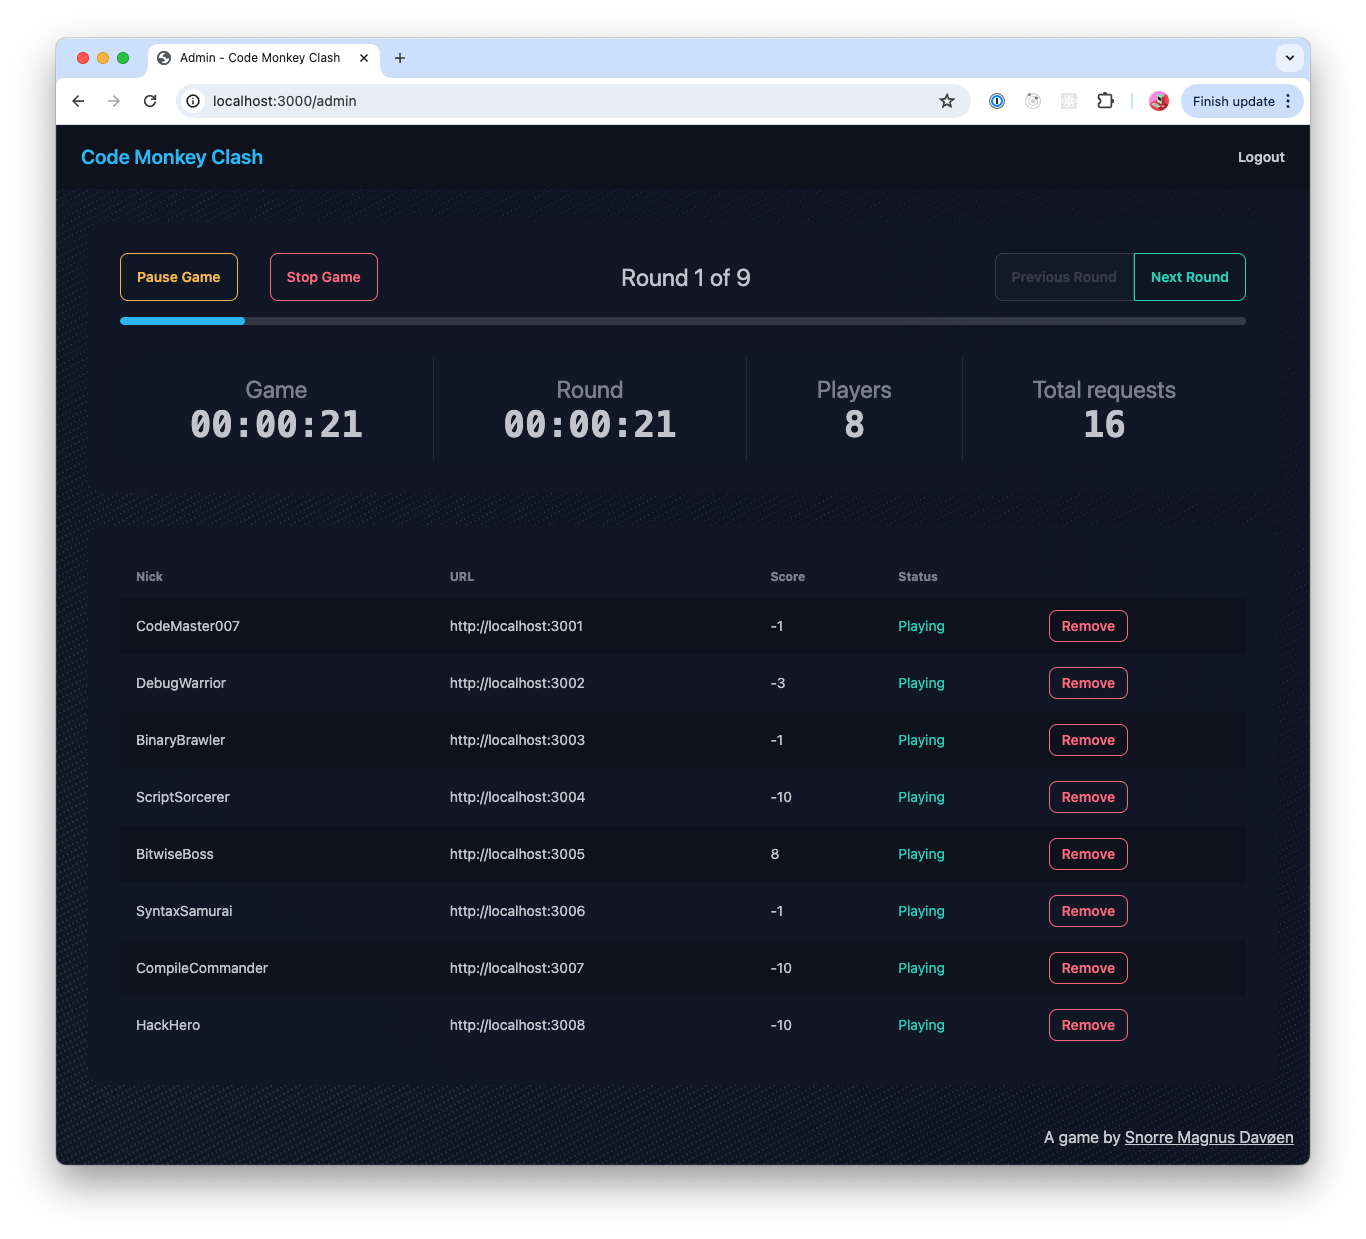 Admin - Code Monkey Clash
localhost:3000/admin
Finish update
Code Monkey Clash
Logout
Pause Game
Stop Game
Round 1 of 9
Previous Round
Next Round
Game
00:00:21
Round
00:00:21
Players
8
Total requests
16
Nick URL Score Status
CodeMaster007 http://localhost:3001 -1 Playing Remove
DebugWarrior http://localhost:3002 -3 Playing Remove
BinaryBrawler http://localhost:3003 -1 Playing Remove
ScriptSorcerer http://localhost:3004 -10 Playing Remove
BitwiseBoss http://localhost:3005 8 Playing Remove
SyntaxSamurai http://localhost:3006 -1 Playing Remove
CompileCommander http://localhost:3007 -10 Playing Remove
HackHero http://localhost:3008 -10 Playing Remove
A game by Snorre Magnus Davøen